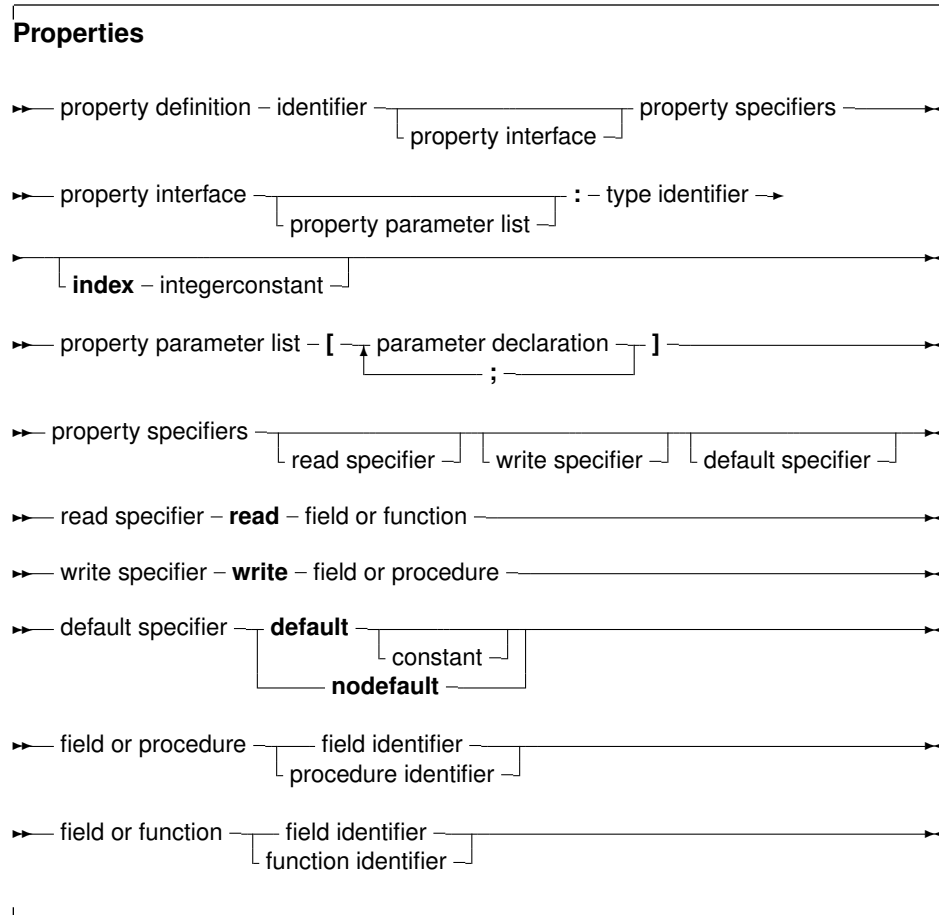 Properties
property definition – identifier property specifiers
property interface
property interface : – type identifier
property parameter list
index – integerconstant
property parameter list – [ parameter declaration ]
;
property specifiers
read specifier write specifier default specifier
read specifier – read – field or function
write specifier – write – field or procedure
default specifier default
constant
nodefault
field or procedure field identifier
procedure identifier
field or function field identifier
function identifier